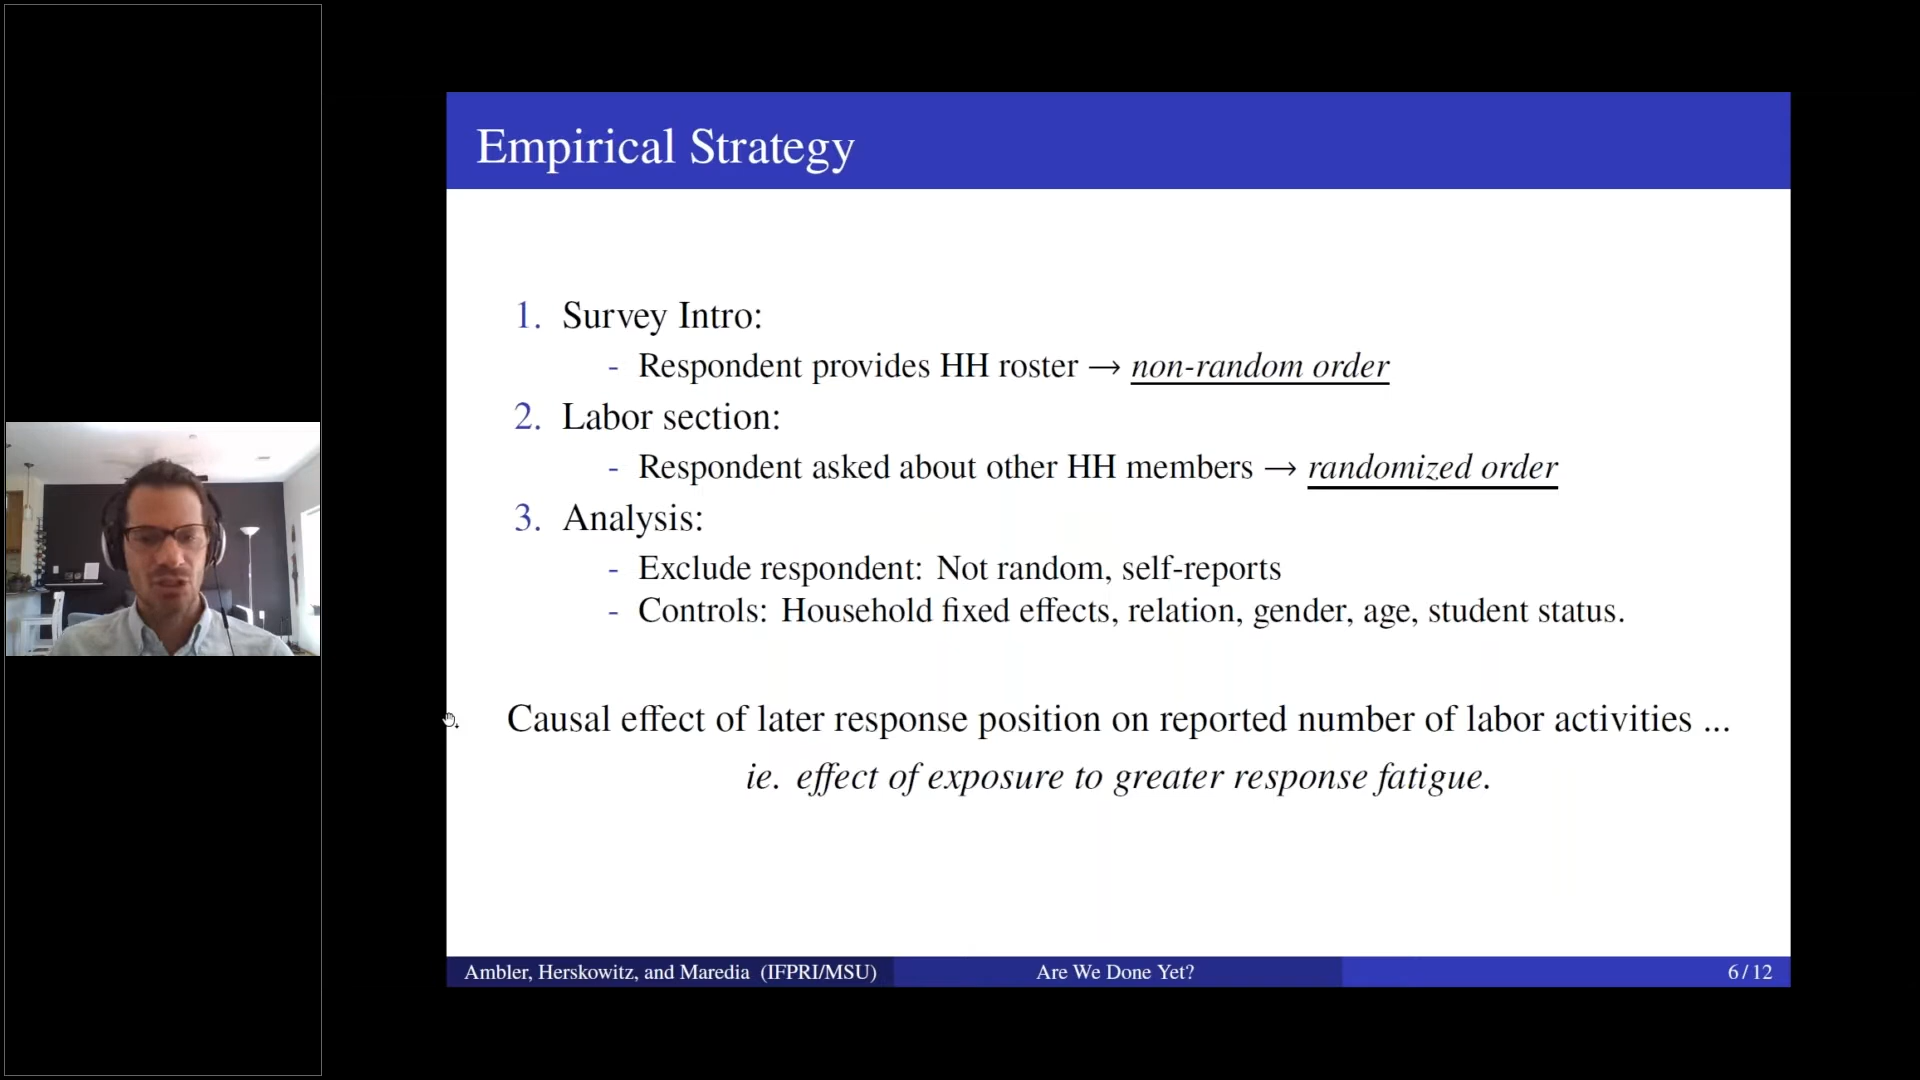 Empirical Strategy
1. Survey Intro:
- Respondent provides HH roster → non-random order
2. Labor section:
- Respondent asked about other HH members → randomized order
3. Analysis:
- Exclude respondent: Not random, self-reports
- Controls: Household fixed effects, relation, gender, age, student status.
Causal effect of later response position on reported number of labor activities ...
ie. effect of exposure to greater response fatigue.
Ambler, Herskowitz, and Maredia (IFPRI/MSU)
Are We Done Yet?
6 / 12